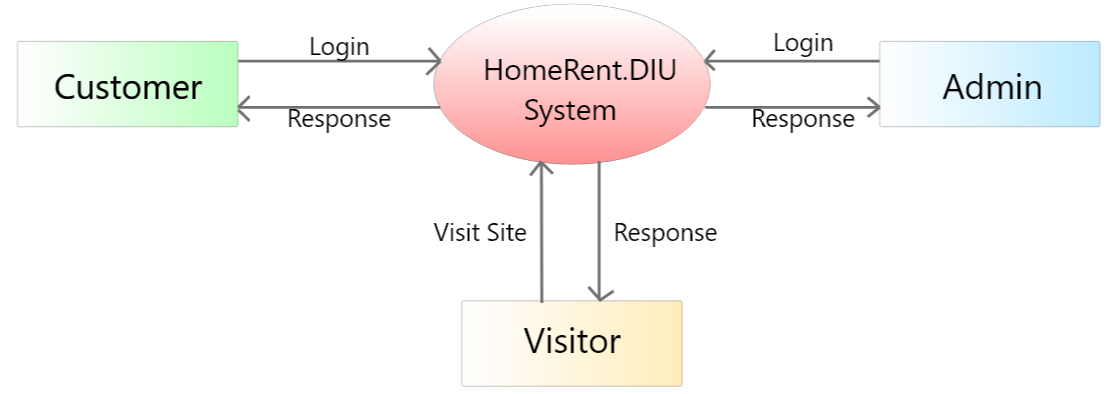 Login
Login
Customer
HomeRent.DIU
System
Admin
Response
Response
Visit Site
Response
Visitor